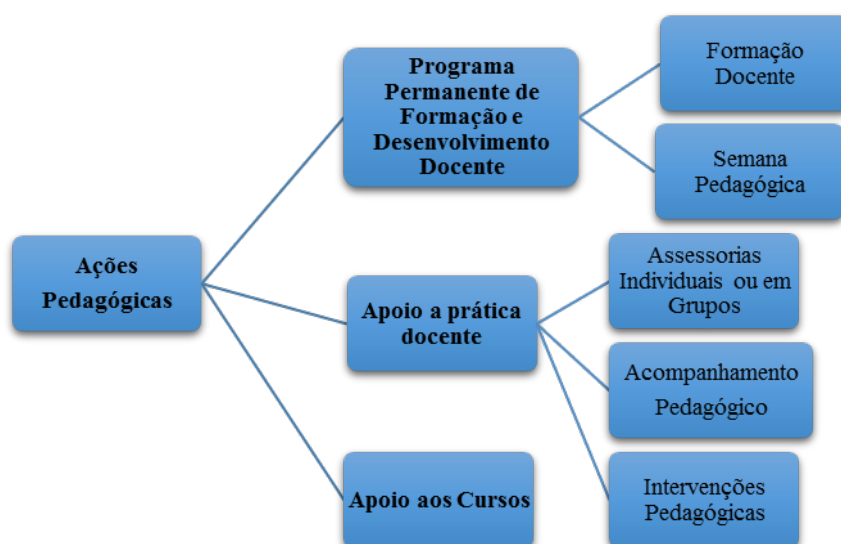 Ações
Pedagógicas
Programa
Permanente de
Formação e
Desenvolvimento
Docente
Formação
Docente
Semana
Pedagógica
Apoio a prática
docente
Assessorias
Individuais ou em
Grupos
Acompanhamento
Pedagógico
Intervenções
Pedagógicas
Apoio aos Cursos